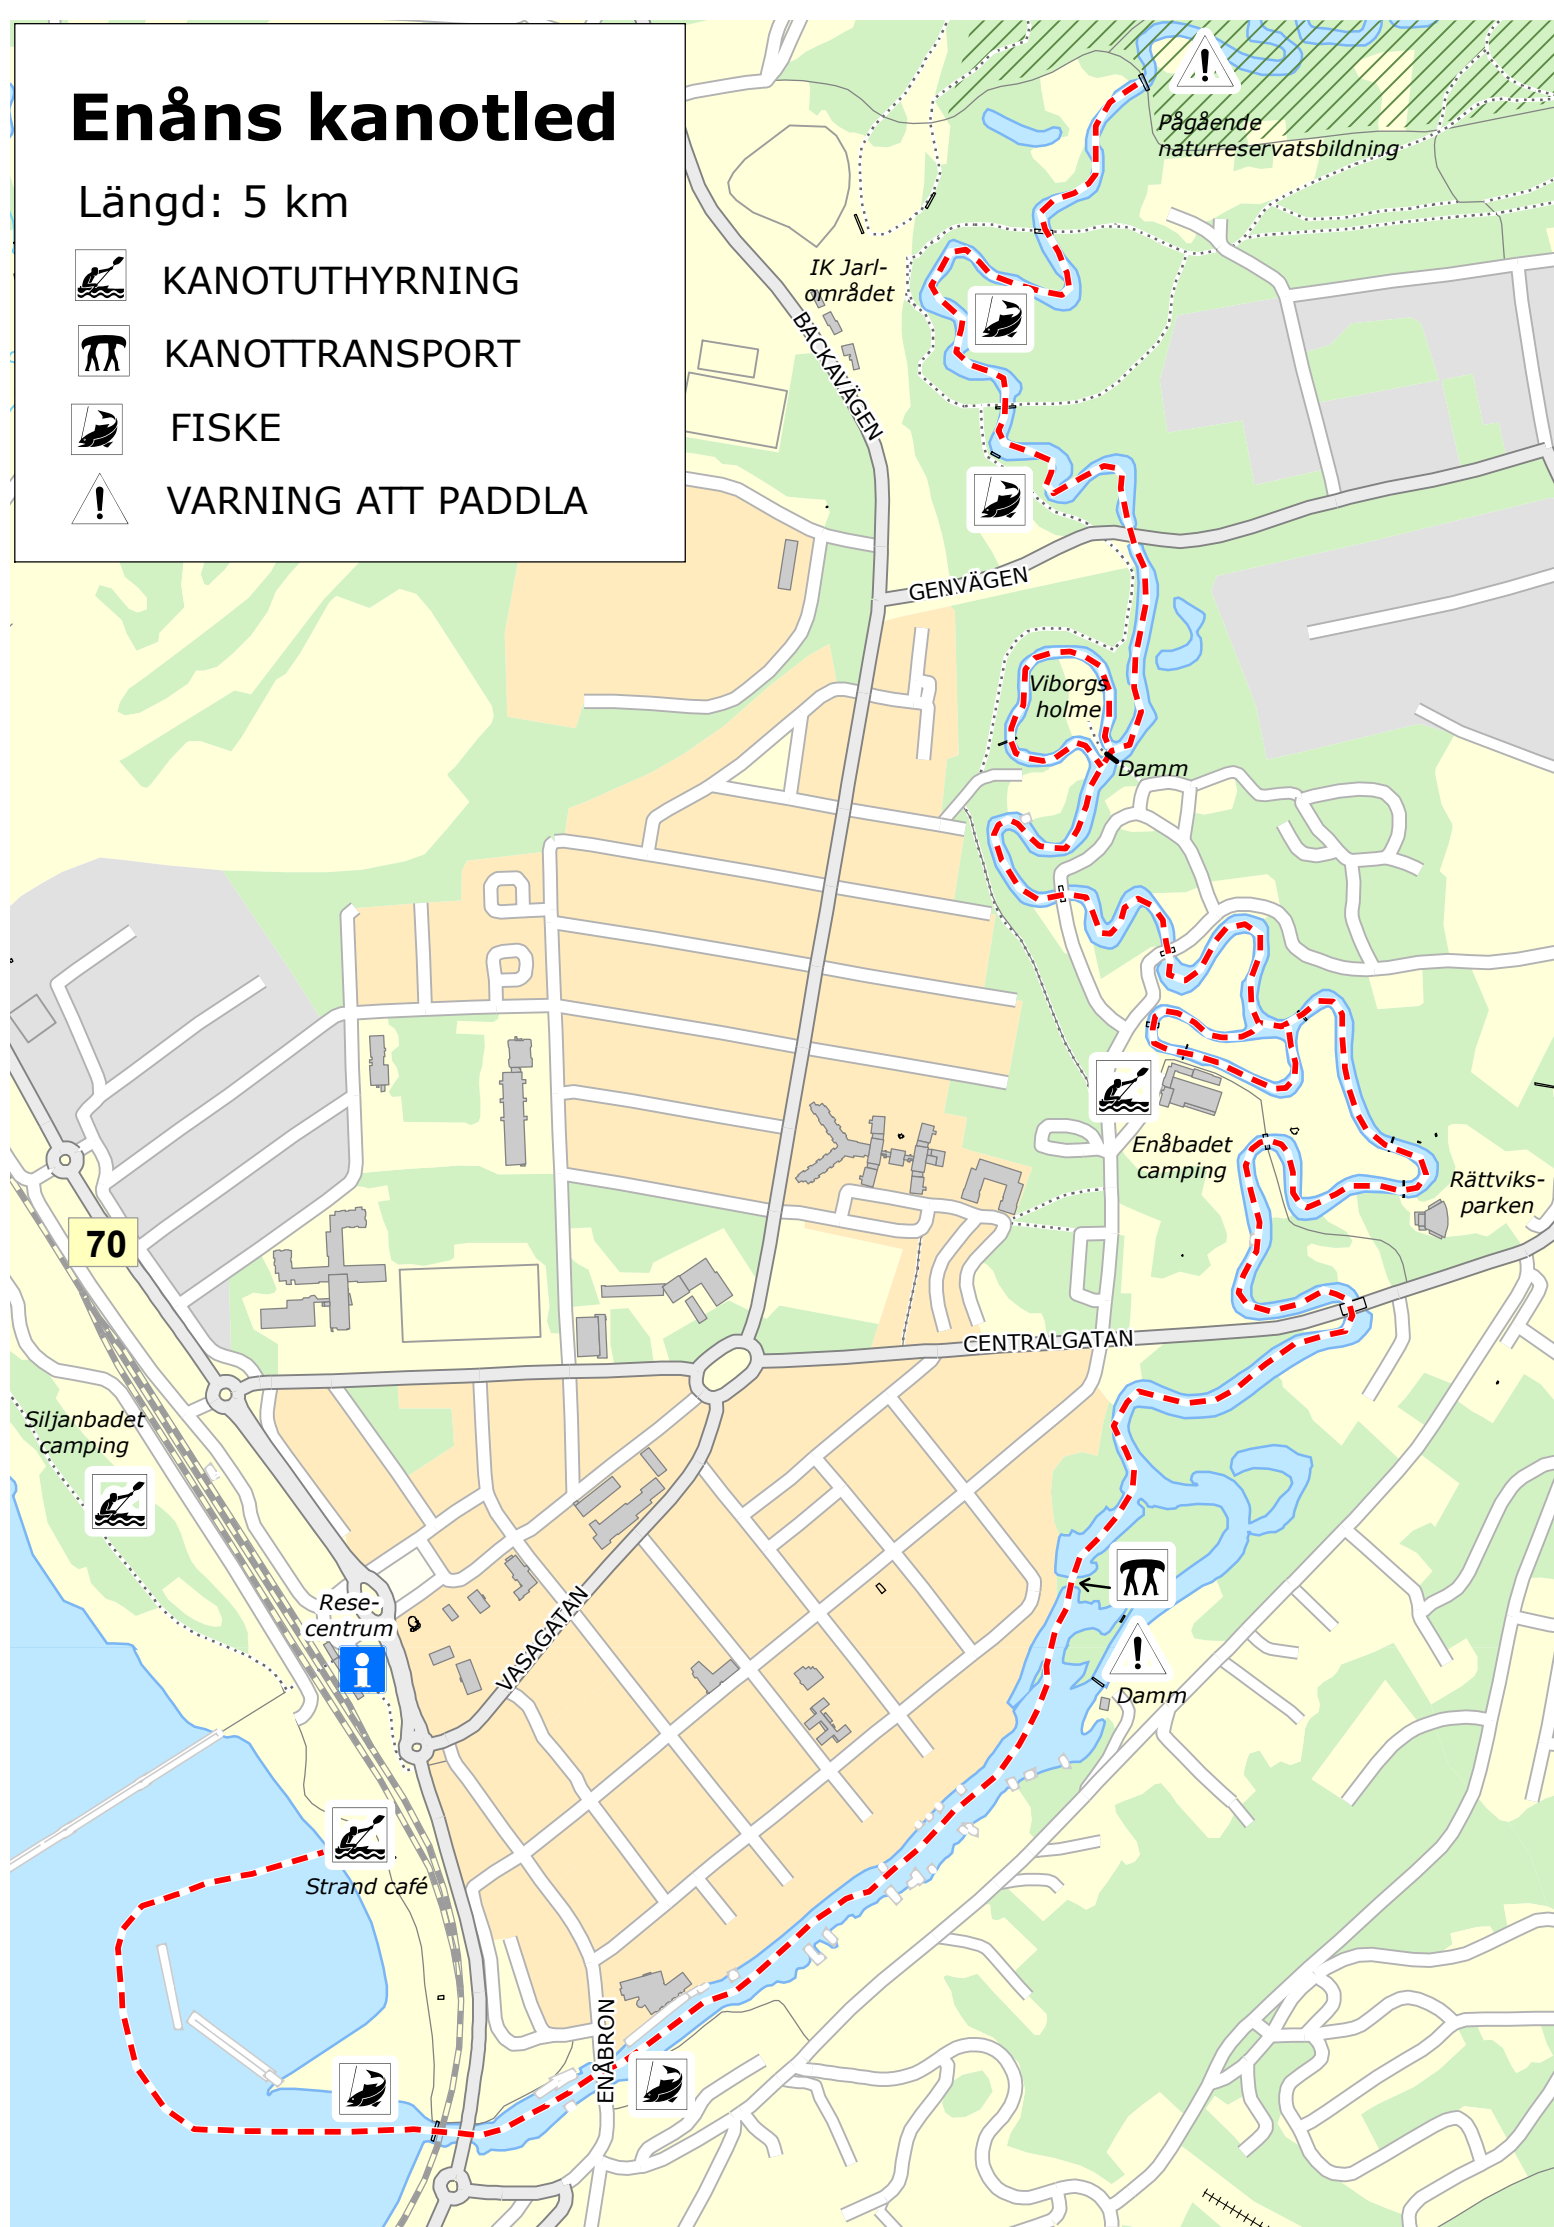 Enåns kanotled
Längd: 5 km
KANOTUTHYRNING
KANOTTRANSPORT
FISKE
VARNING ATT PADDLA
Pågående
naturreservatsbildning
IK Jarl-
området
BACKAVÄGEN
GENVÄGEN
Viborgs
holme
Damm
Enåbadet
camping
Rättviks-
parken
70
CENTRALGATAN
Siljanbadet
camping
Rese-
centrum
i
VASAGATAN
Damm
Strand café
ENÅBRON